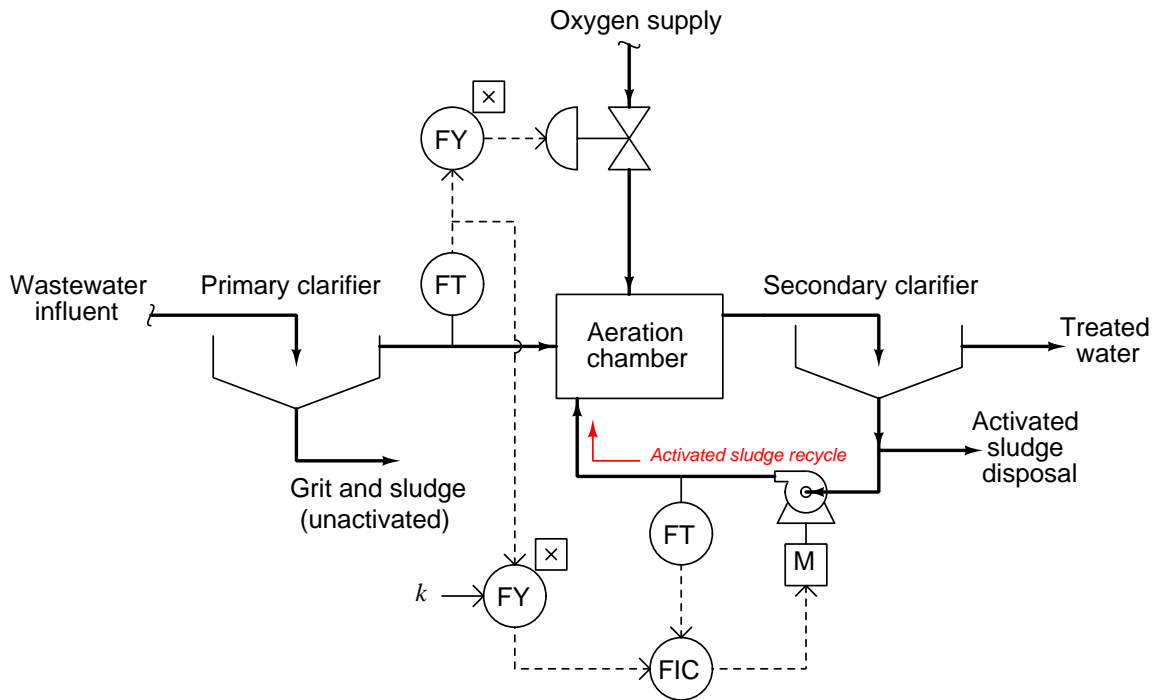 Oxygen supply
×
FY
Wastewater
influent
Primary clarifier
FT
Aeration
chamber
Secondary clarifier
Treated
water
Activated sludge recycle
Activated
sludge
disposal
Grit and sludge
(unactivated)
FT
×
M
k
FY
FIC